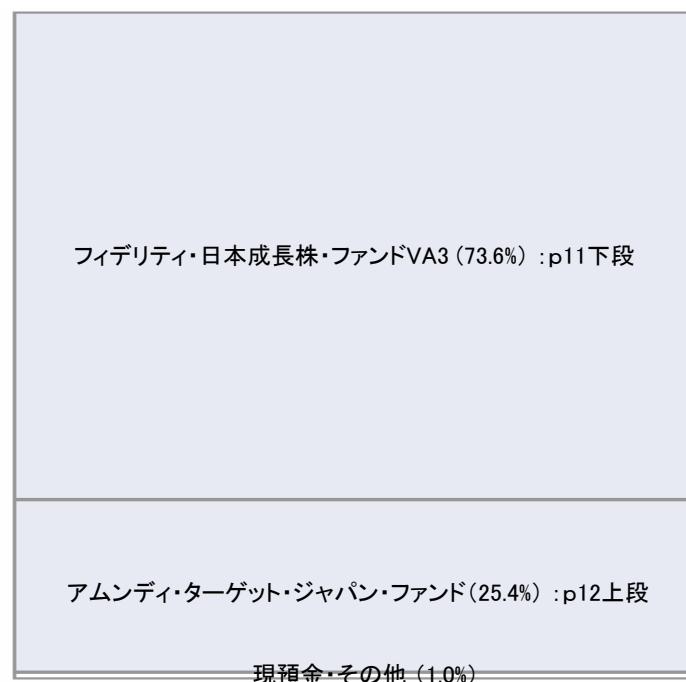 フィデリティ・日本成長株・ファンドVA3（73.6%）：p11下段
アムンディ・ターゲット・ジャパン・ファンド（25.4%）：p12上段
現預金・その他（1.0%）